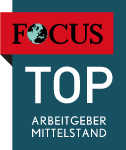 FOCUS
TOP
ARBEITGEBER
MITTELSTAND